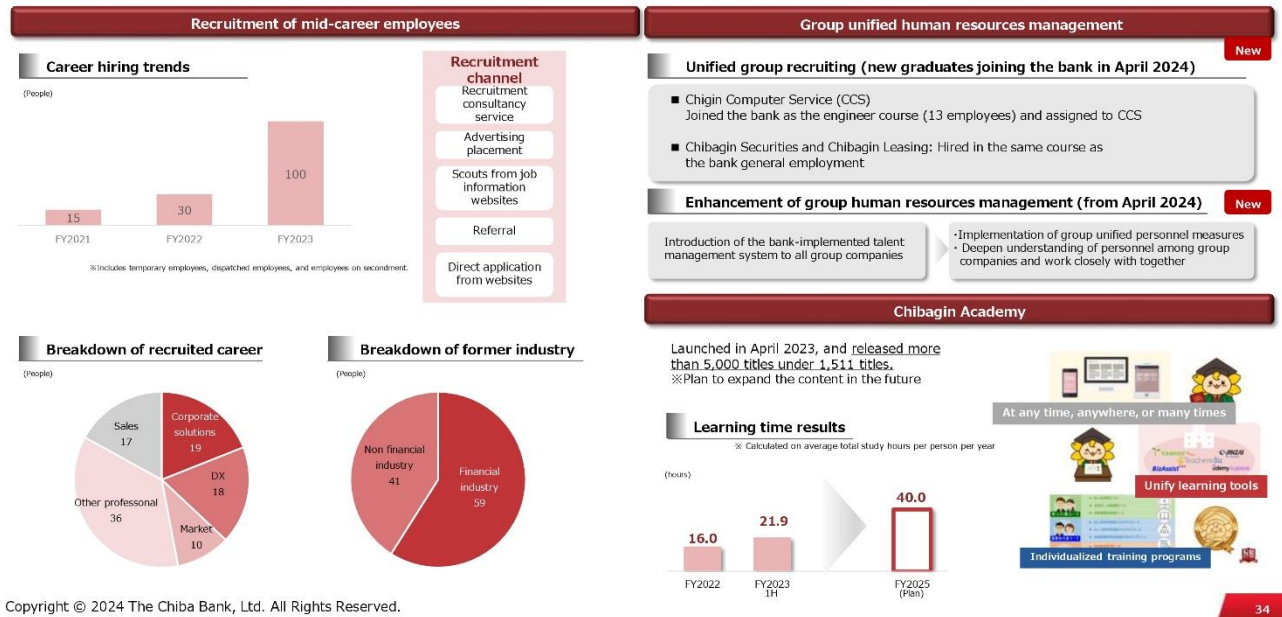 Recruitment of mid-career employees
Career hiring trends
(People)
15
30
100
FY2021
FY2022
FY2023
※Includes temporary employees, dispatched employees, and employees on secondment.
Recruitment
channel
Recruitment
consultancy
service
Advertising
placement
Scouts from job
information
websites
Referral
Direct application
from websites
Breakdown of recruited career
(People)
Corporate
solutions
19
DX
18
Market
10
Other professonal
36
Sales
17
Breakdown of former industry
(People)
Non financial
industry
41
Financial
industry
59
Group unified human resources management
New
Unified group recruiting (new graduates joining the bank in April 2024)
■ Chigin Computer Service (CCS)
Joined the bank as the engineer course (13 employees) and assigned to CCS
■ Chibagin Securities and Chibagin Leasing: Hired in the same course as
the bank general employment
Enhancement of group human resources management (from April 2024)
New
Introduction of the bank-implemented talent
management system to all group companies
・Implementation of group unified personnel measures
・Deepen understanding of personnel among group
companies and work closely with together
Chibagin Academy
Launched in April 2023, and released more
than 5,000 titles under 1,511 titles.
※Plan to expand the content in the future
Learning time results
※ Calculated on average total study hours per person per year
(hours)
16.0
21.9
40.0
FY2022
FY2023
1H
FY2025
(Plan)
At any time, anywhere, or many times
Unify learning tools
Individualized training programs
Copyright © 2024 The Chiba Bank, Ltd. All Rights Reserved.
34